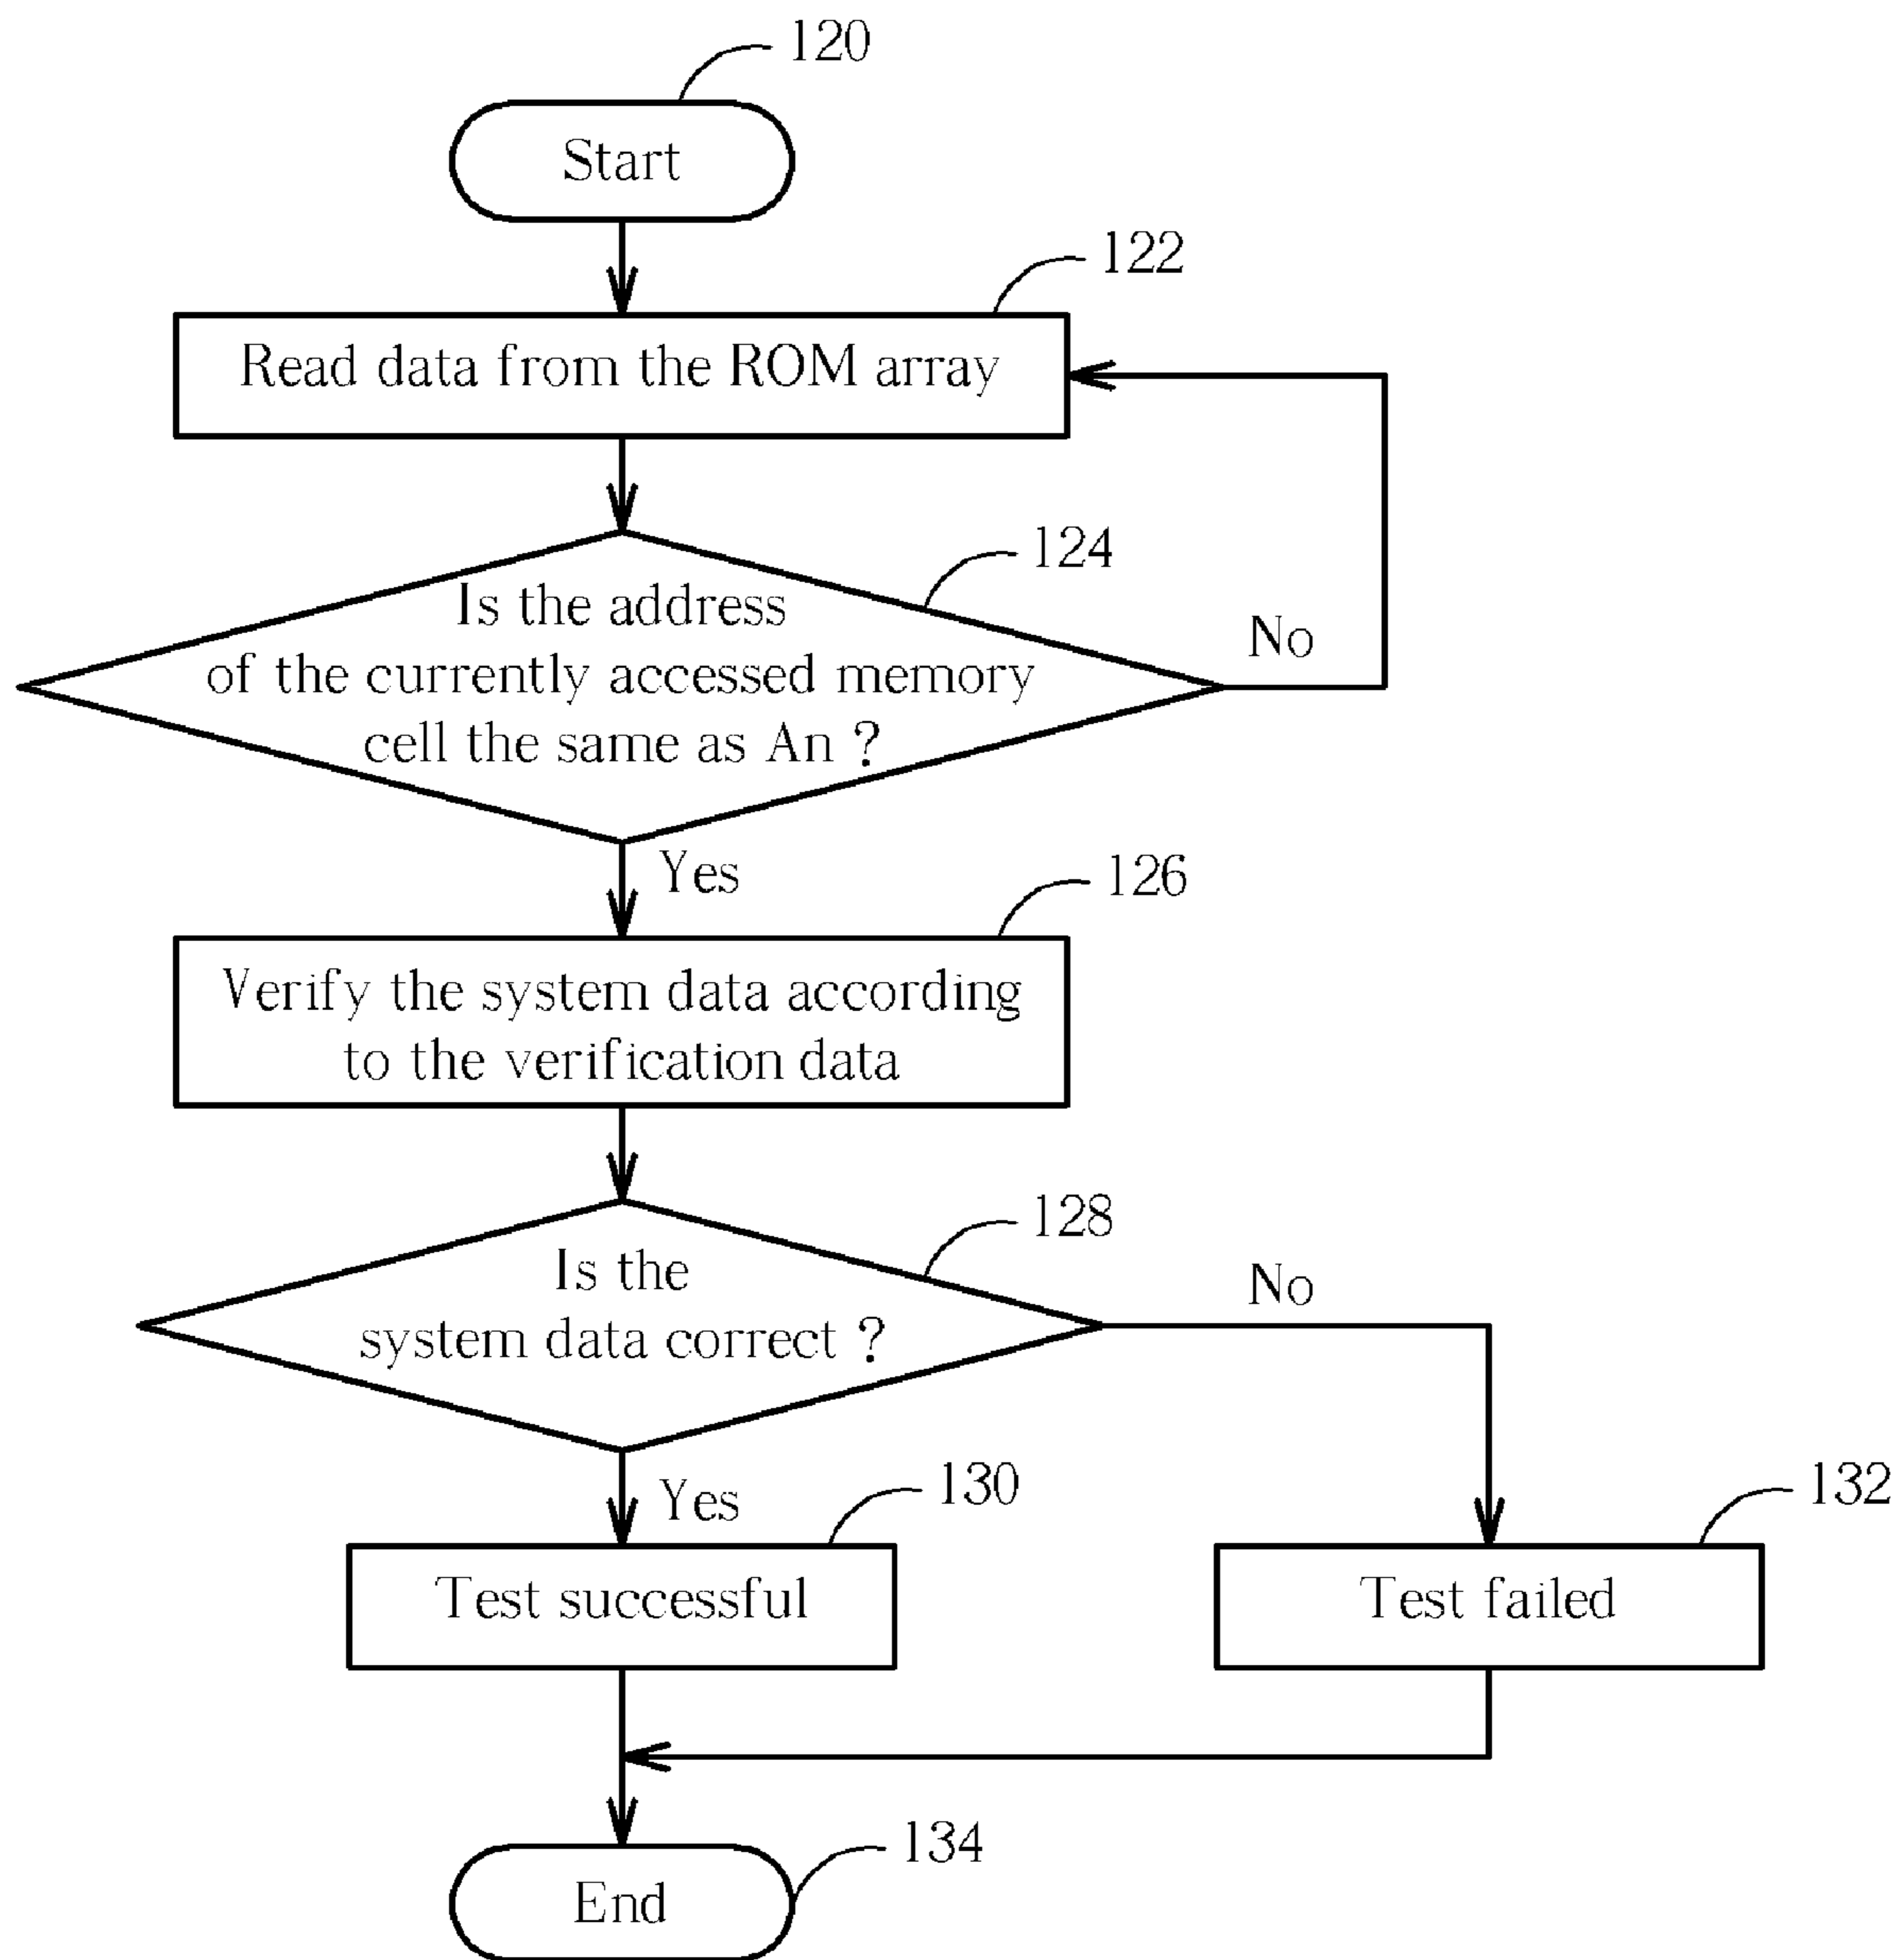 120
Start
122
Read data from the ROM array
124
Is the address
of the currently accessed memory
cell the same as An ?
No
Yes
126
Verify the system data according
to the verification data
128
Is the
system data correct ?
No
Yes
130
132
Test successful
Test failed
134
End